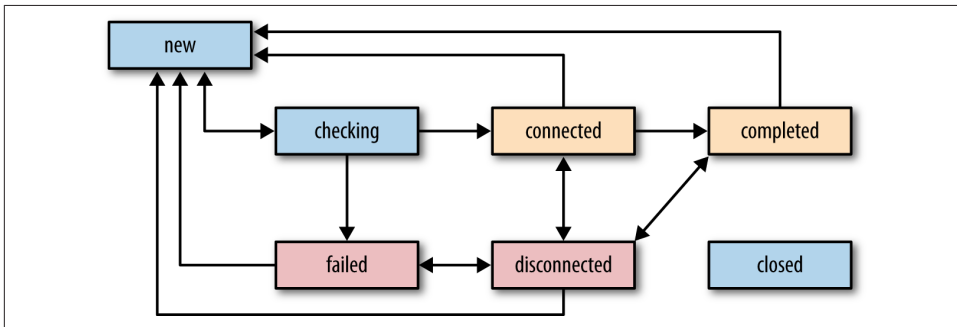 new
checking
connected
completed
failed
disconnected
closed